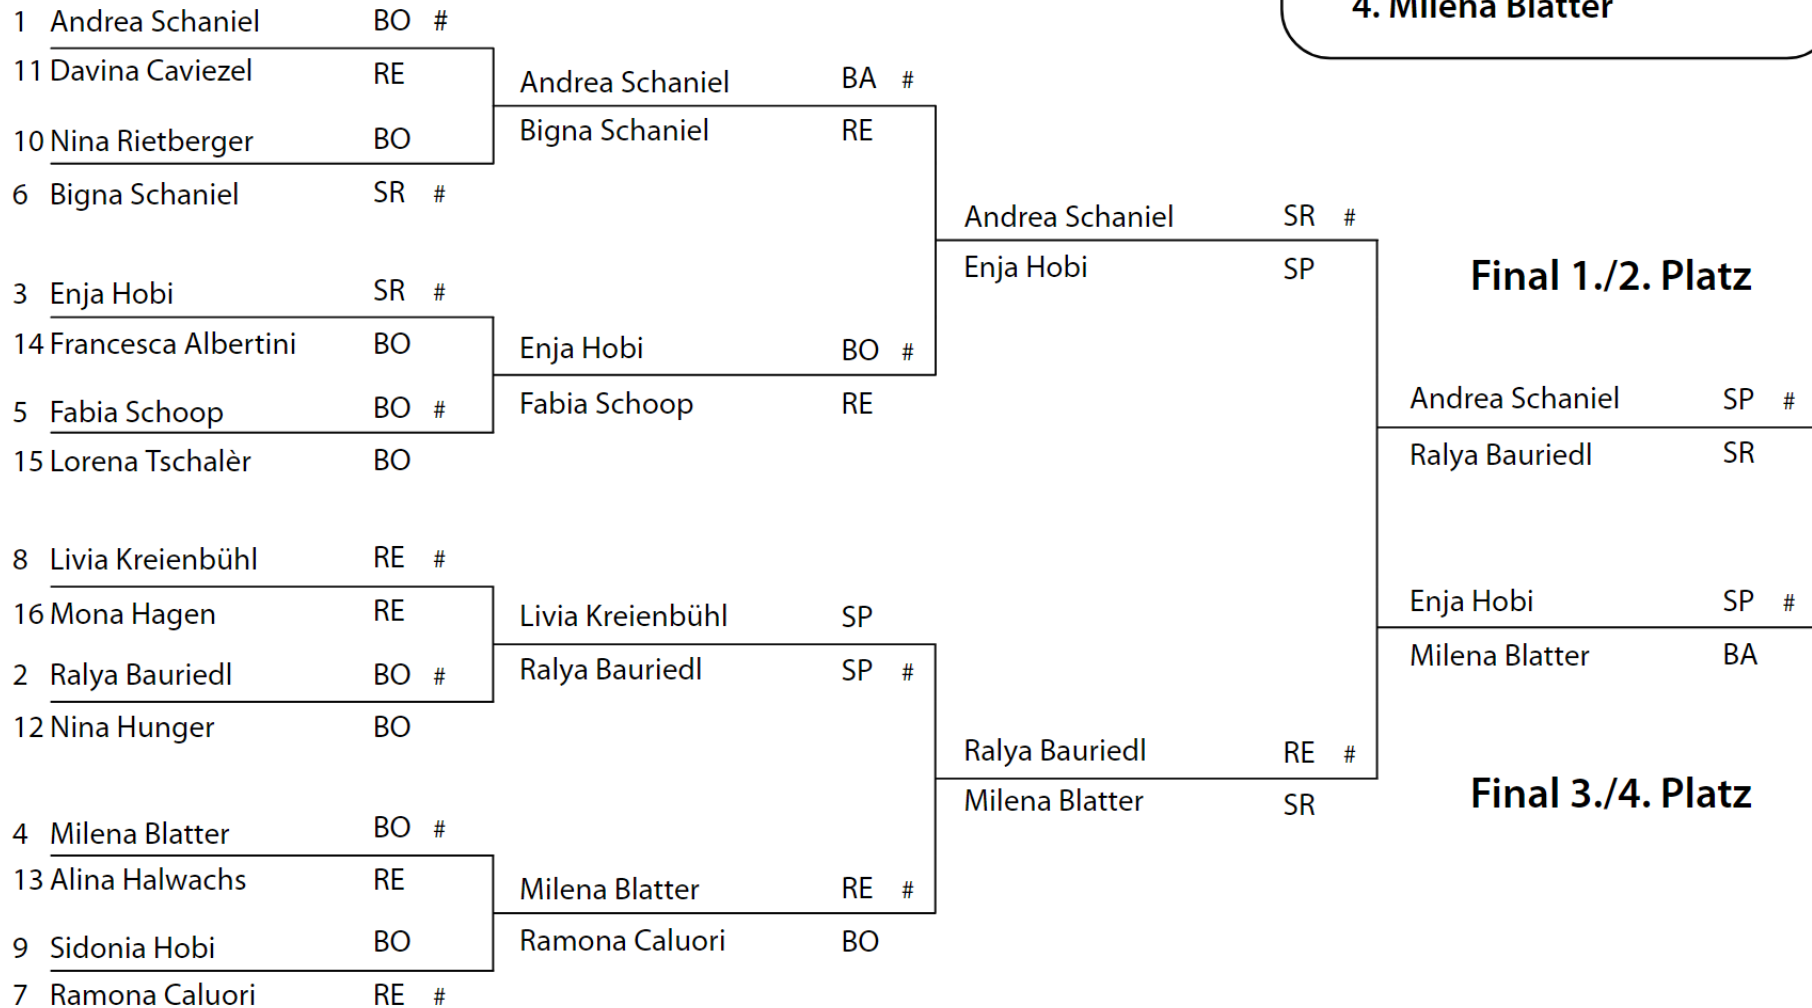 4. Milena Blatter
1 Andrea Schaniel BO #
11 Davina Caviezel RE
10 Nina Rietberger BO
6 Bigna Schaniel SR #
3 Enja Hobi SR #
14 Francesca Albertini BO
5 Fabia Schoop BO #
15 Lorena Tschalèr BO
8 Livia Kreienbühl RE #
16 Mona Hagen RE
2 Ralya Bauriedl BO #
12 Nina Hunger BO
4 Milena Blatter BO #
13 Alina Halwachs RE
9 Sidonia Hobi BO
7 Ramona Caluori RE #
Andrea Schaniel BA #
Bigna Schaniel RE
Enja Hobi BO #
Fabia Schoop RE
Livia Kreienbühl SP
Ralya Bauriedl SP #
Milena Blatter RE #
Ramona Caluori BO
Andrea Schaniel SR #
Enja Hobi SP
Ralya Bauriedl RE #
Milena Blatter SR
Final 1./2. Platz
Andrea Schaniel SP #
Ralya Bauriedl SR
Enja Hobi SP #
Milena Blatter BA
Final 3./4. Platz